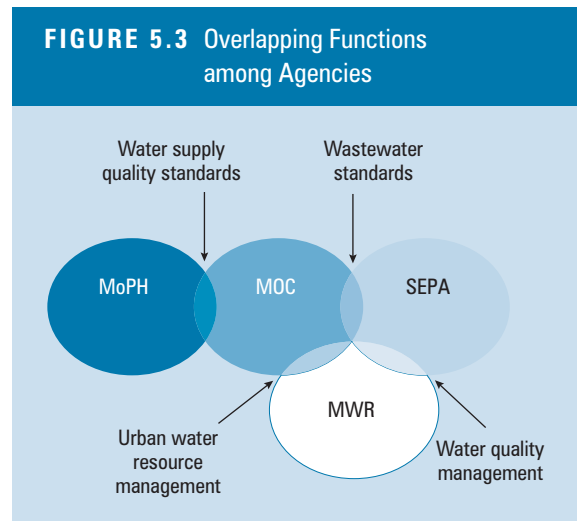 FIGURE 5.3 Overlapping Functions
among Agencies
Water supply
quality standards
Wastewater
standards
MoPH
MOC
SEPA
MWR
Urban water
resource
management
Water quality
management